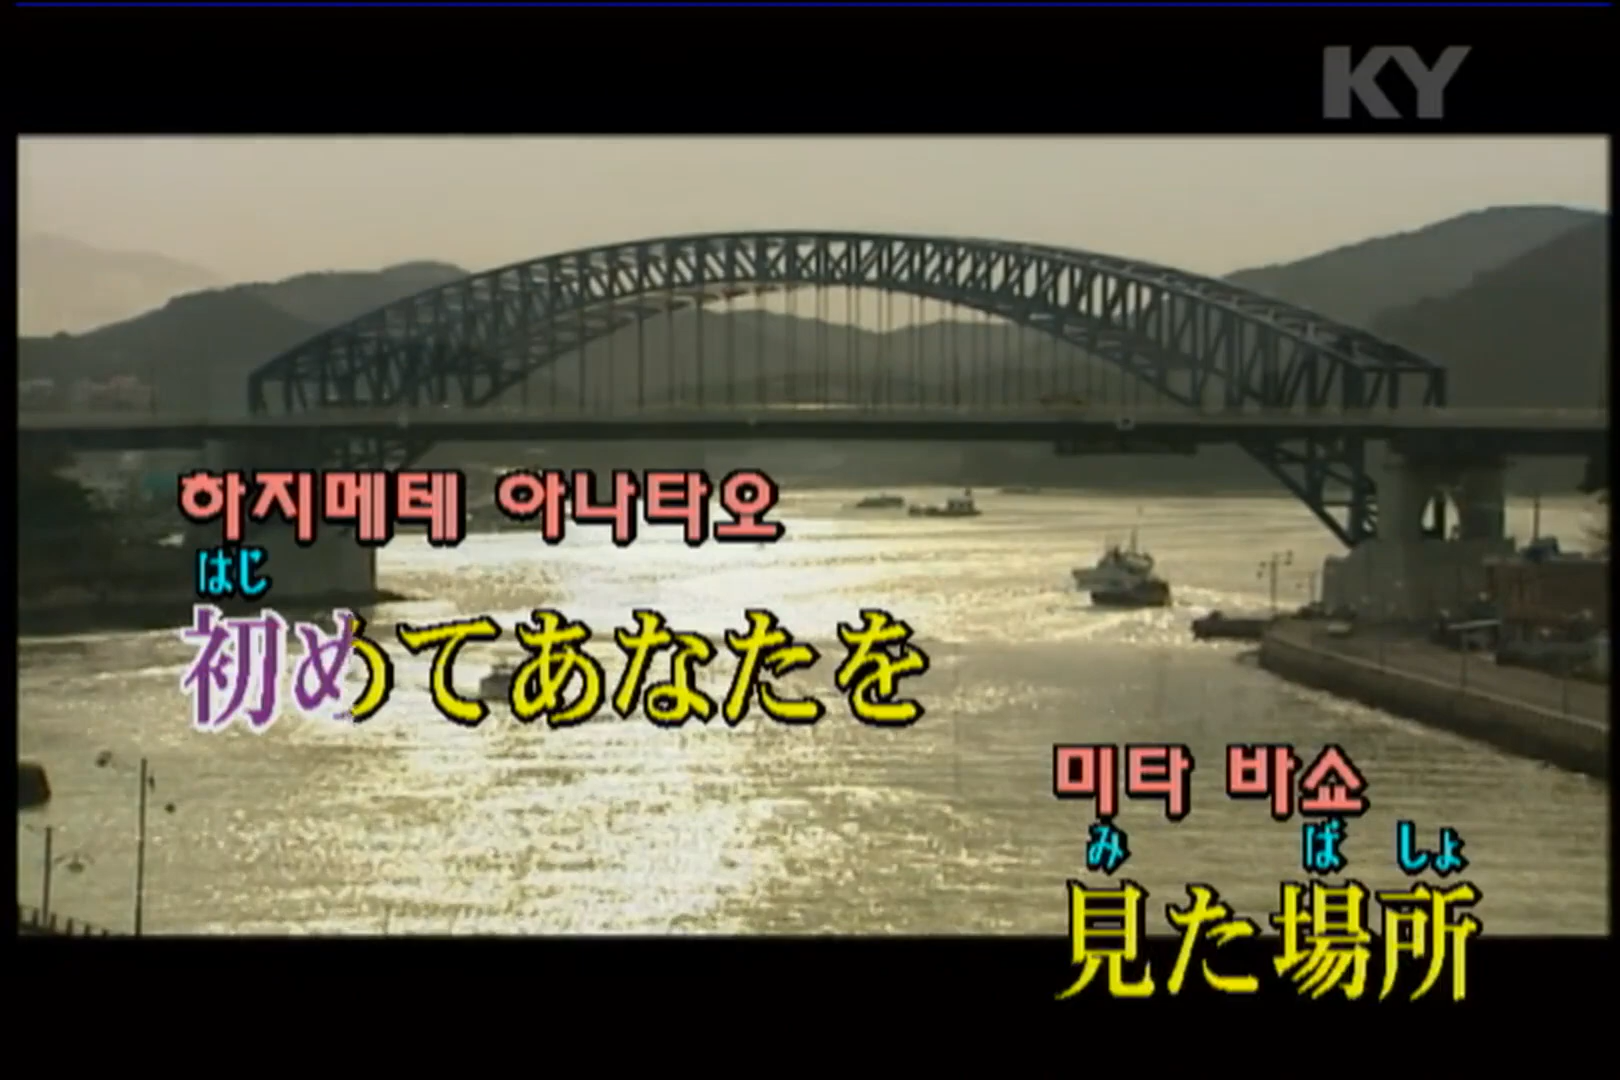 KY
하지메테 아나타오
はじ
初めてあなたを
미타 바쇼
み ば しょ
見た場所